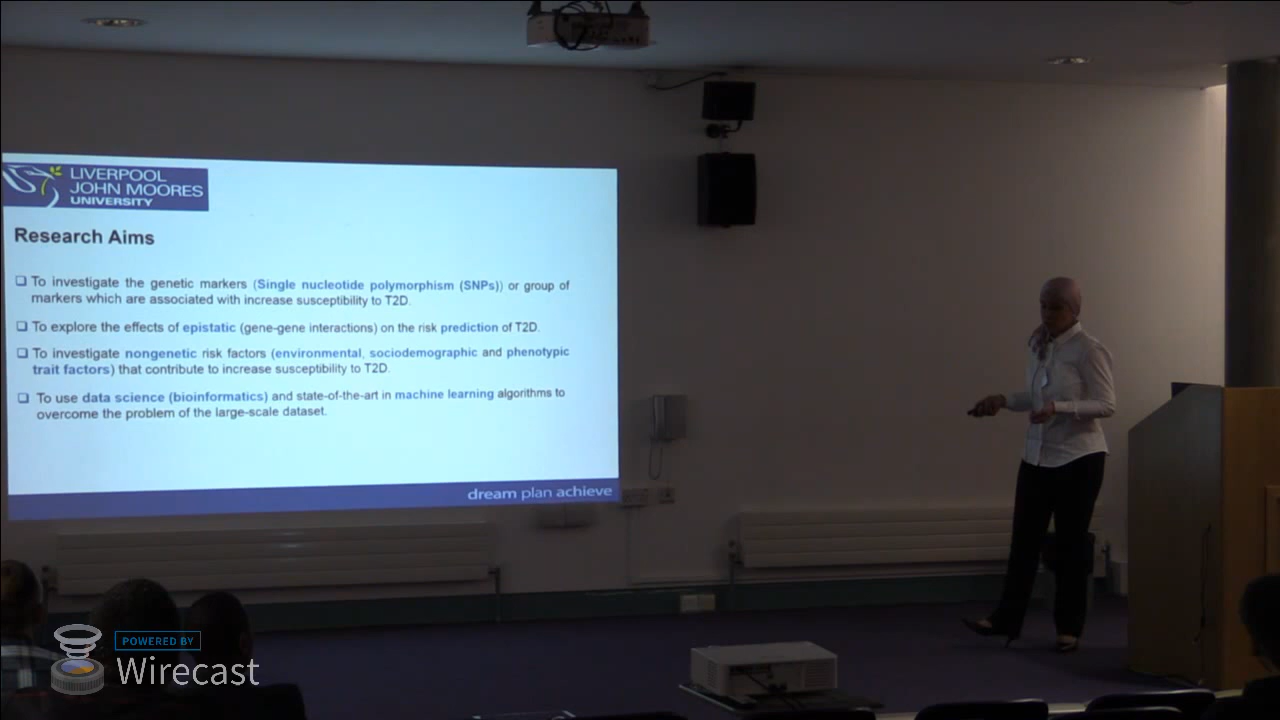 LIVERPOOL
JOHN MOORES
UNIVERSITY
Research Aims
❑ To investigate the genetic markers (Single nucleotide polymorphism (SNPs)) or group of
markers which are associated with increase susceptibility to T2D.
❑ To explore the effects of epistatic (gene-gene interactions) on the risk prediction of T2D.
❑ To investigate nongenetic risk factors (environmental, sociodemographic and phenotypic
trait factors) that contribute to increase susceptibility to T2D.
❑ To use data science (bioinformatics) and state-of-the-art in machine learning algorithms to
overcome the problem of the large-scale dataset.
dream plan achieve
POWERED BY
Wirecast